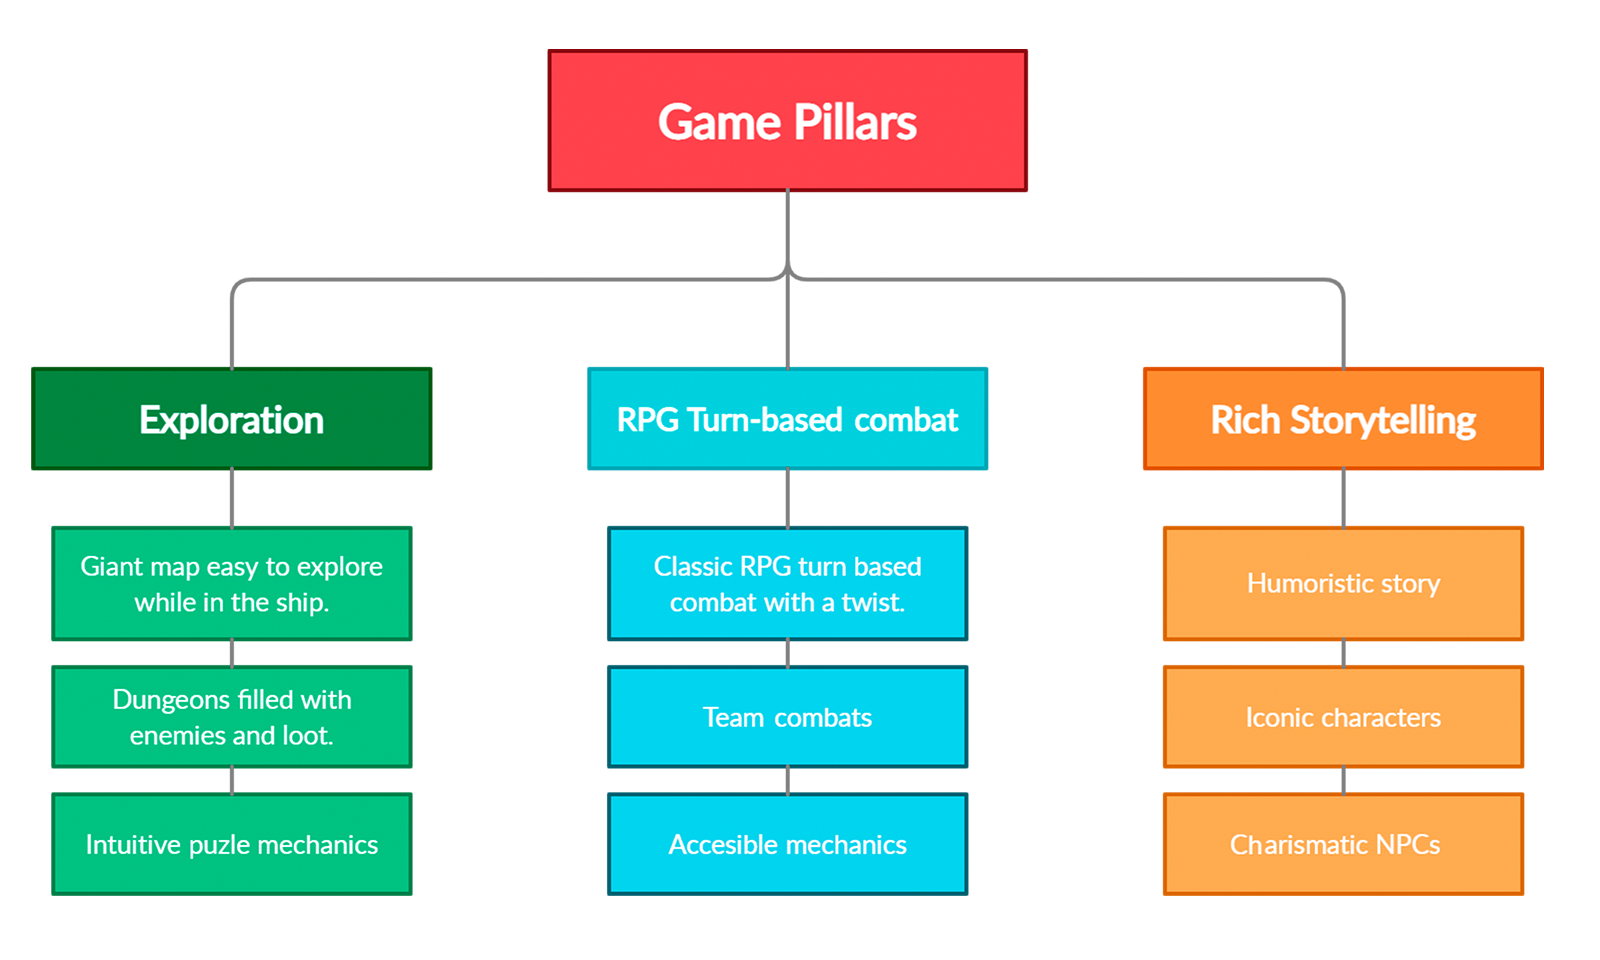 Game Pillars
Exploration
Giant map easy to explore
while in the ship.
Dungeons filled with
enemies and loot.
Intuitive puzle mechanics
RPG Turn-based combat
Classic RPG turn based
combat with a twist.
Team combats
Accesible mechanics
Rich Storytelling
Humoristic story
Iconic characters
Charismatic NPCs